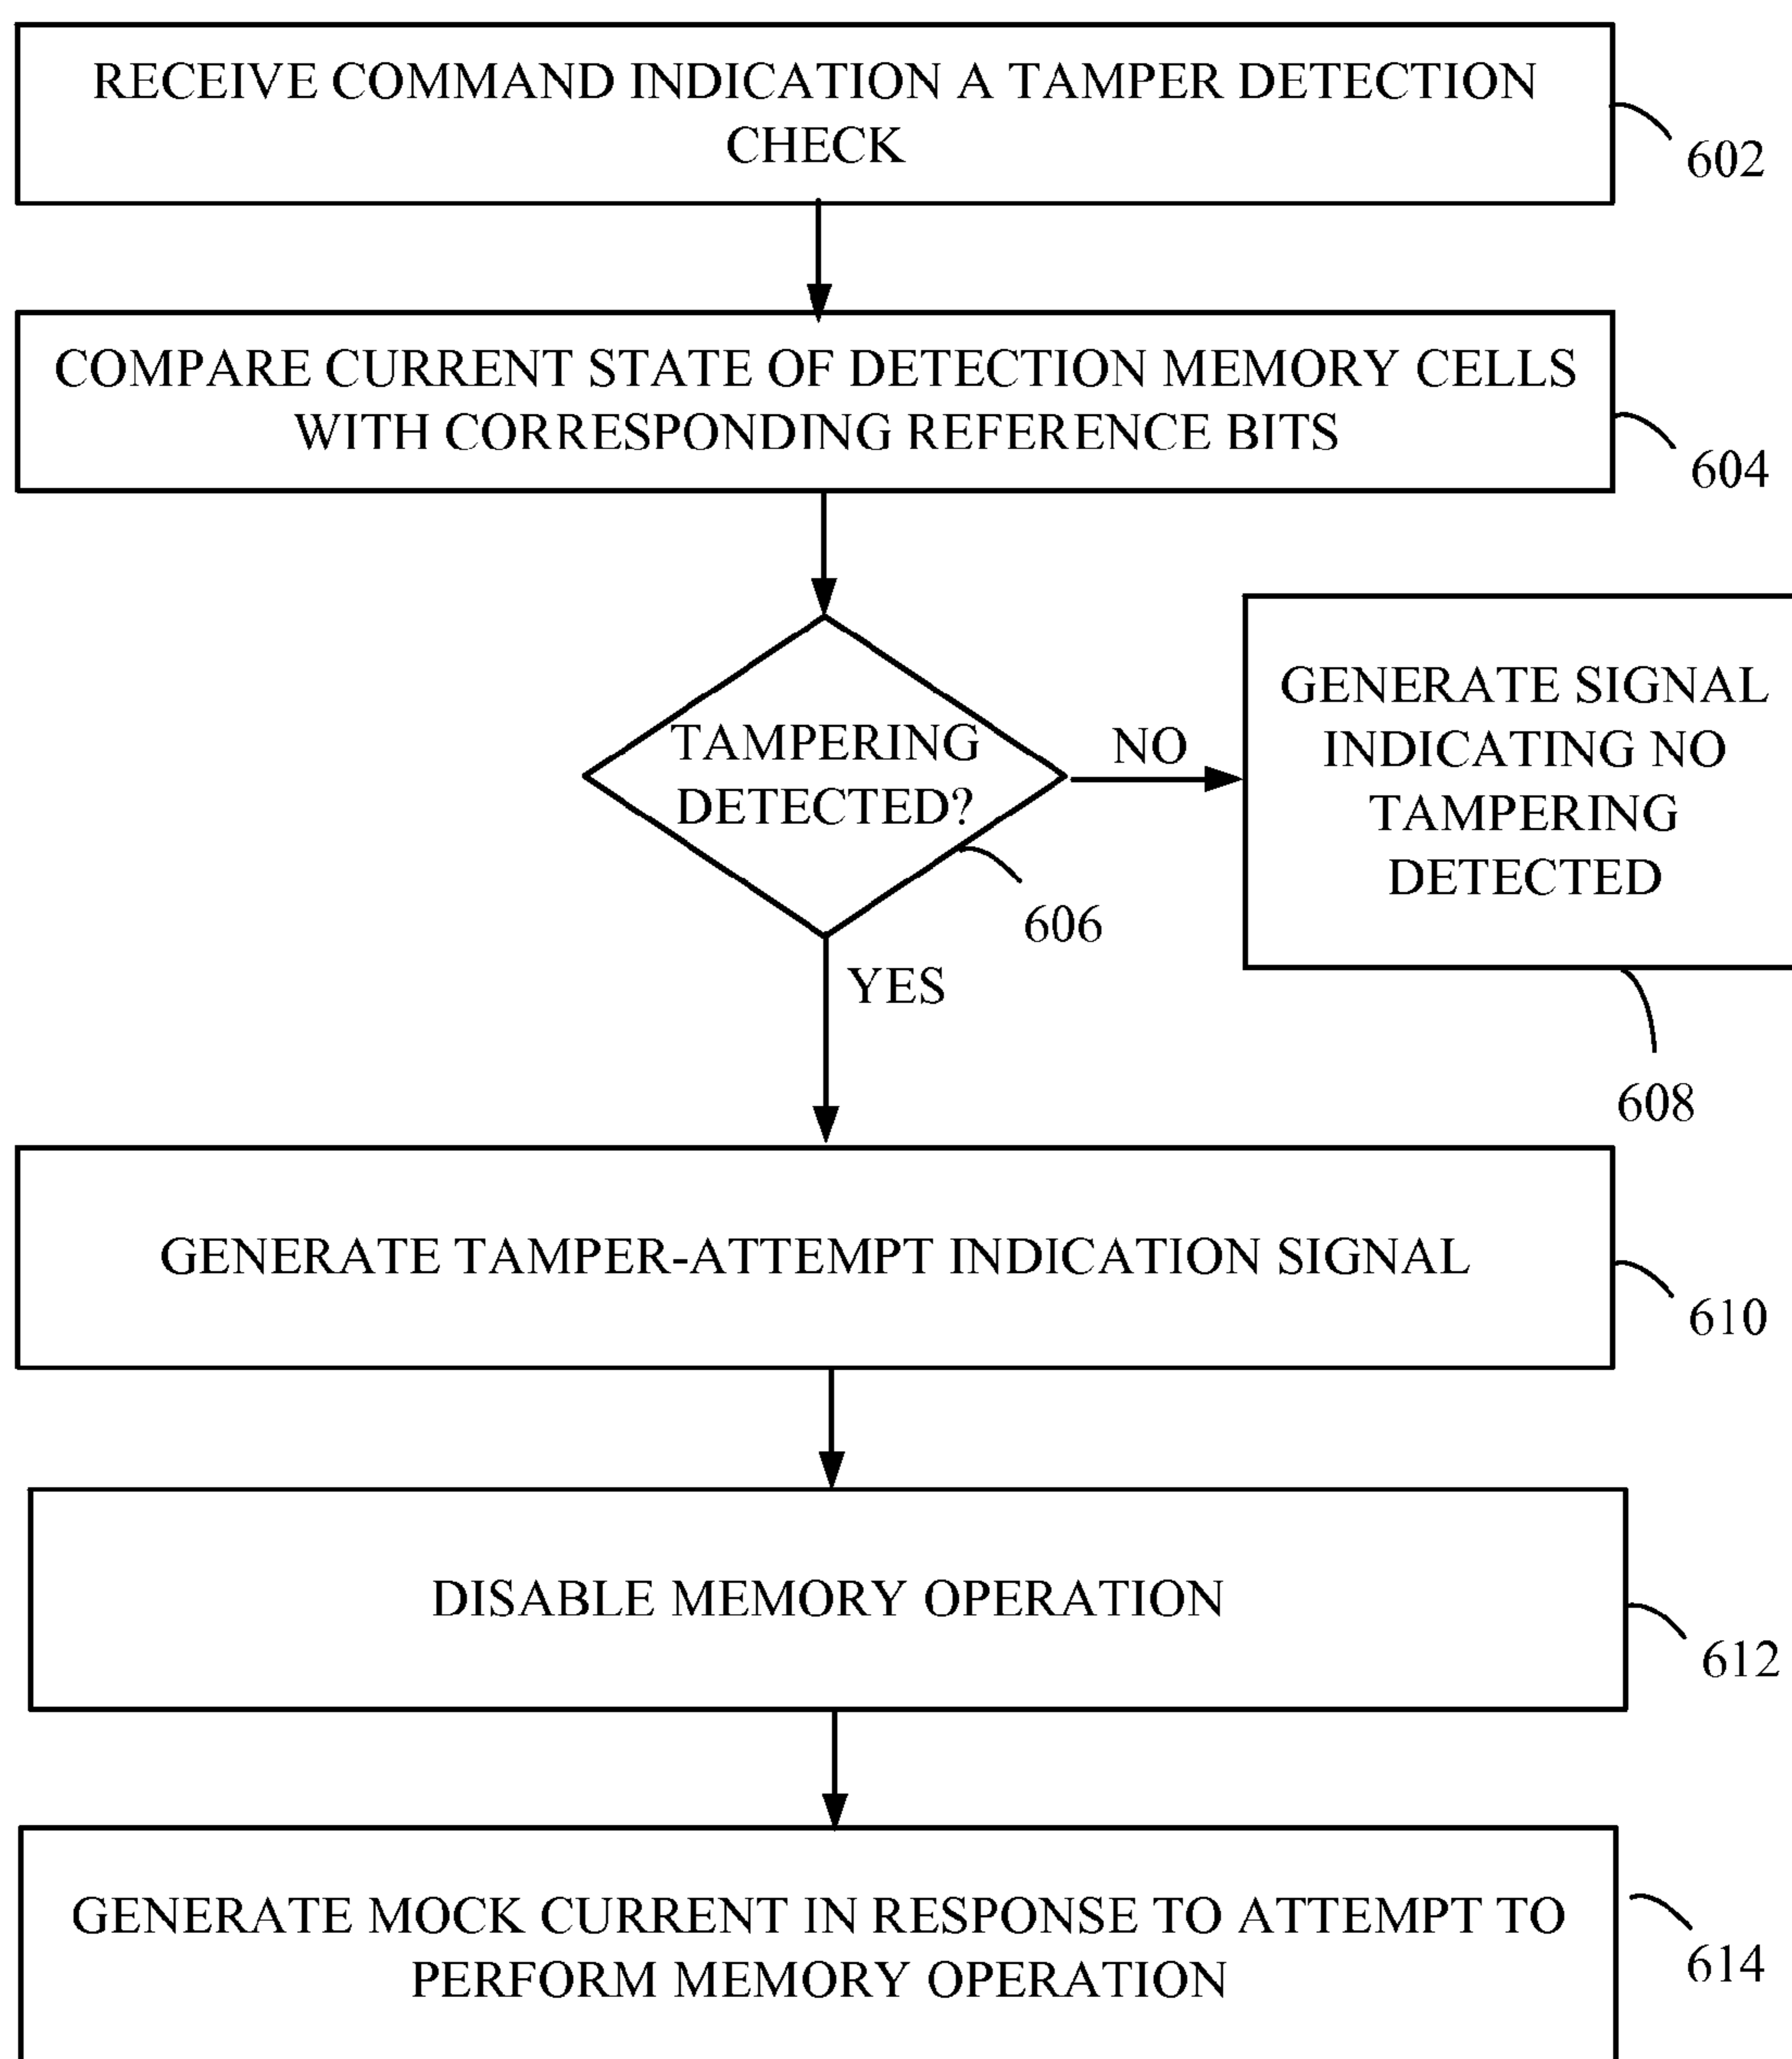 RECEIVE COMMAND INDICATION A TAMPER DETECTION
CHECK
602
COMPARE CURRENT STATE OF DETECTION MEMORY CELLS
WITH CORRESPONDING REFERENCE BITS
604
TAMPERING
DETECTED?
606
NO
GENERATE SIGNAL
INDICATING NO
TAMPERING
DETECTED
608
YES
GENERATE TAMPER-ATTEMPT INDICATION SIGNAL
610
DISABLE MEMORY OPERATION
612
GENERATE MOCK CURRENT IN RESPONSE TO ATTEMPT TO
PERFORM MEMORY OPERATION
614